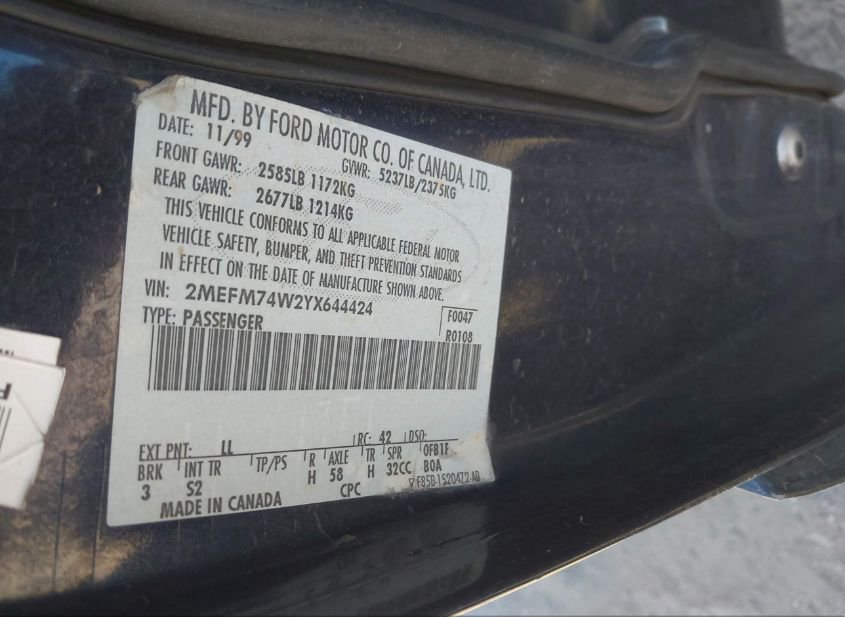 MFD. BY FORD MOTOR CO. OF CANADA, LTD.
DATE: 11/99 GVWR: 5237LB/2375KG
FRONT GAWR: 2585LB 1172KG
REAR GAWR: 2677LB 1214KG
THIS VEHICLE CONFORMS TO ALL APPLICABLE FEDERAL MOTOR
VEHICLE SAFETY, BUMPER, AND THEFT PREVENTION STANDARDS
IN EFFECT ON THE DATE OF MANUFACTURE SHOWN ABOVE.
VIN: 2MEFM74W2YX644424 F0047
TYPE: PASSENGER R0108
EXT PNT: LL RC: 42 DSO:
BRK INT TR TP/PS R AXLE TR SPR 0FB1F
3 S2 H 58 H 32CC B0A
MADE IN CANADA CPC F85B-1520472-AB